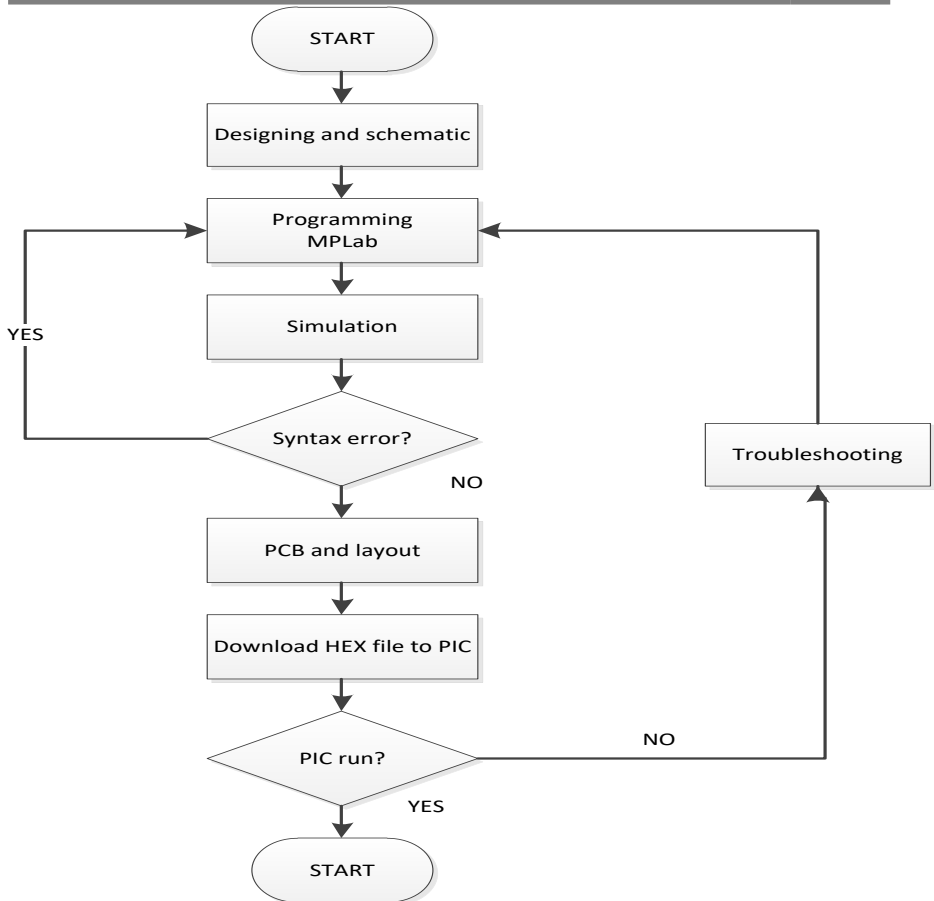 START
Designing and schematic
Programming
MPLab
Simulation
YES
Syntax error?
Troubleshooting
NO
PCB and layout
Download HEX file to PIC
PIC run?
NO
YES
START